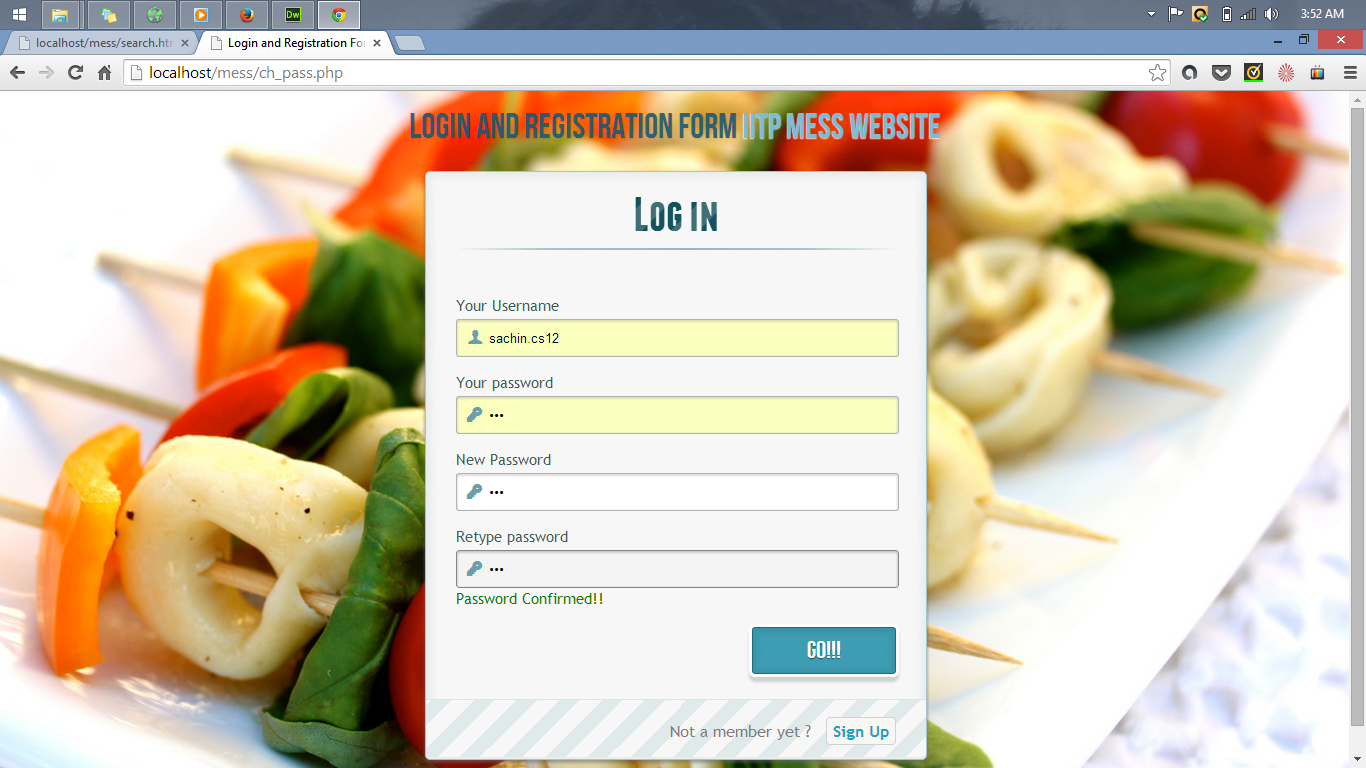 Dw
3:52 AM
localhost/mess/search.ht
Login and Registration Fo
localhost/mess/ch_pass.php
LOGIN AND REGISTRATION FORM IITP MESS WEBSITE
LOG IN
Your Username
sachin.cs12
Your password
•••
New Password
•••
Retype password
•••
Password Confirmed!!
GO!!!
Not a member yet ? Sign Up